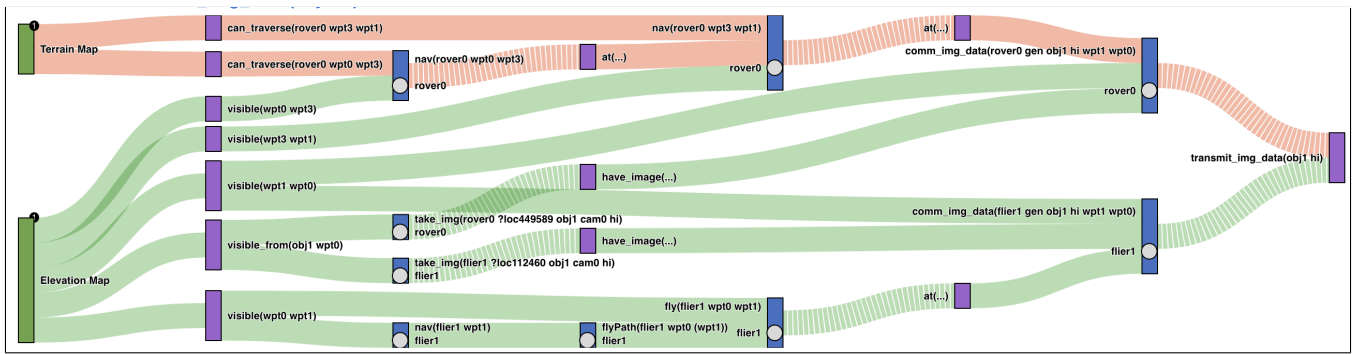 1
Terrain Map
can_traverse(rover0 wpt3 wpt1)
nav(rover0 wpt3 wpt1)
at(...)
comm_img_data(rover0 gen obj1 hi wpt1 wpt0)
can_traverse(rover0 wpt0 wpt3)
nav(rover0 wpt0 wpt3)
at(...)
rover0
rover0
rover0
visible(wpt0 wpt3)
visible(wpt3 wpt1)
transmit_img_data(obj1 hi)
visible(wpt1 wpt0)
have_image(...)
1
take_img(rover0 ?loc449589 obj1 cam0 hi)
rover0
comm_img_data(flier1 gen obj1 hi wpt1 wpt0)
visible_from(obj1 wpt0)
have_image(...)
flier1
take_img(flier1 ?loc112460 obj1 cam0 hi)
flier1
Elevation Map
at(...)
visible(wpt0 wpt1)
fly(flier1 wpt0 wpt1)
nav(flier1 wpt1)
flier1
flyPath(flier1 wpt0 (wpt1))
flier1
flier1